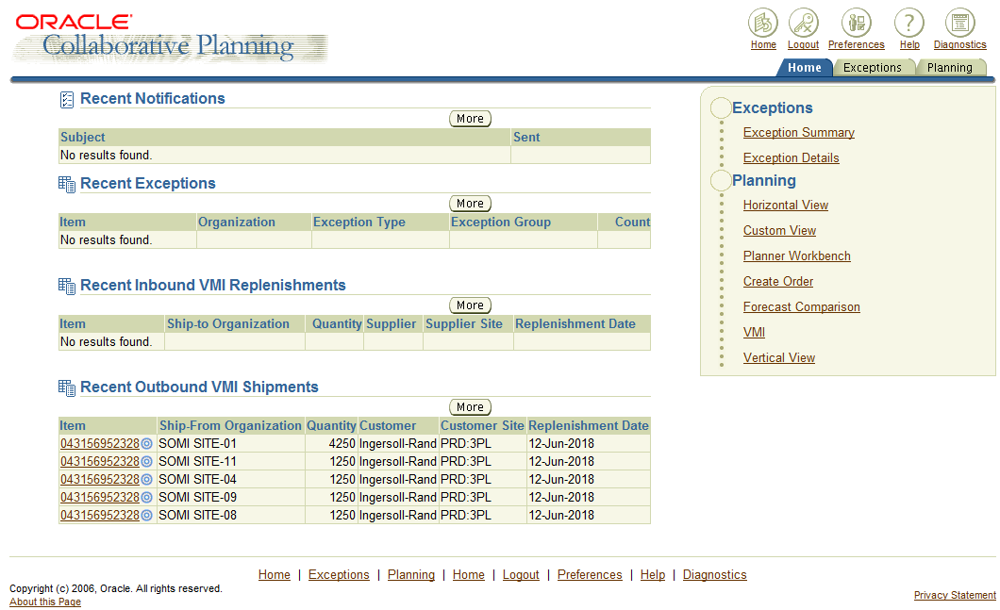 ORACLE®
Collaborative Planning
Home Logout Preferences Help Diagnostics
Home Exceptions Planning
Recent Notifications
More
Subject Sent
No results found.
Recent Exceptions
More
Item Organization Exception Type Exception Group Count
No results found.
Recent Inbound VMI Replenishments
More
Item Ship-to Organization Quantity Supplier Supplier Site Replenishment Date
No results found.
Recent Outbound VMI Shipments
More
Item Ship-From Organization Quantity Customer Customer Site Replenishment Date
043156952328 SOMI SITE-01 4250 Ingersoll-Rand PRD:3PL 12-Jun-2018
043156952328 SOMI SITE-11 1250 Ingersoll-Rand PRD:3PL 12-Jun-2018
043156952328 SOMI SITE-04 1250 Ingersoll-Rand PRD:3PL 12-Jun-2018
043156952328 SOMI SITE-09 1250 Ingersoll-Rand PRD:3PL 12-Jun-2018
043156952328 SOMI SITE-08 1250 Ingersoll-Rand PRD:3PL 12-Jun-2018
Exceptions
Exception Summary
Exception Details
Planning
Horizontal View
Custom View
Planner Workbench
Create Order
Forecast Comparison
VMI
Vertical View
Home | Exceptions | Planning | Home | Logout | Preferences | Help | Diagnostics
Copyright (c) 2006, Oracle. All rights reserved.
About this Page
Privacy Statement